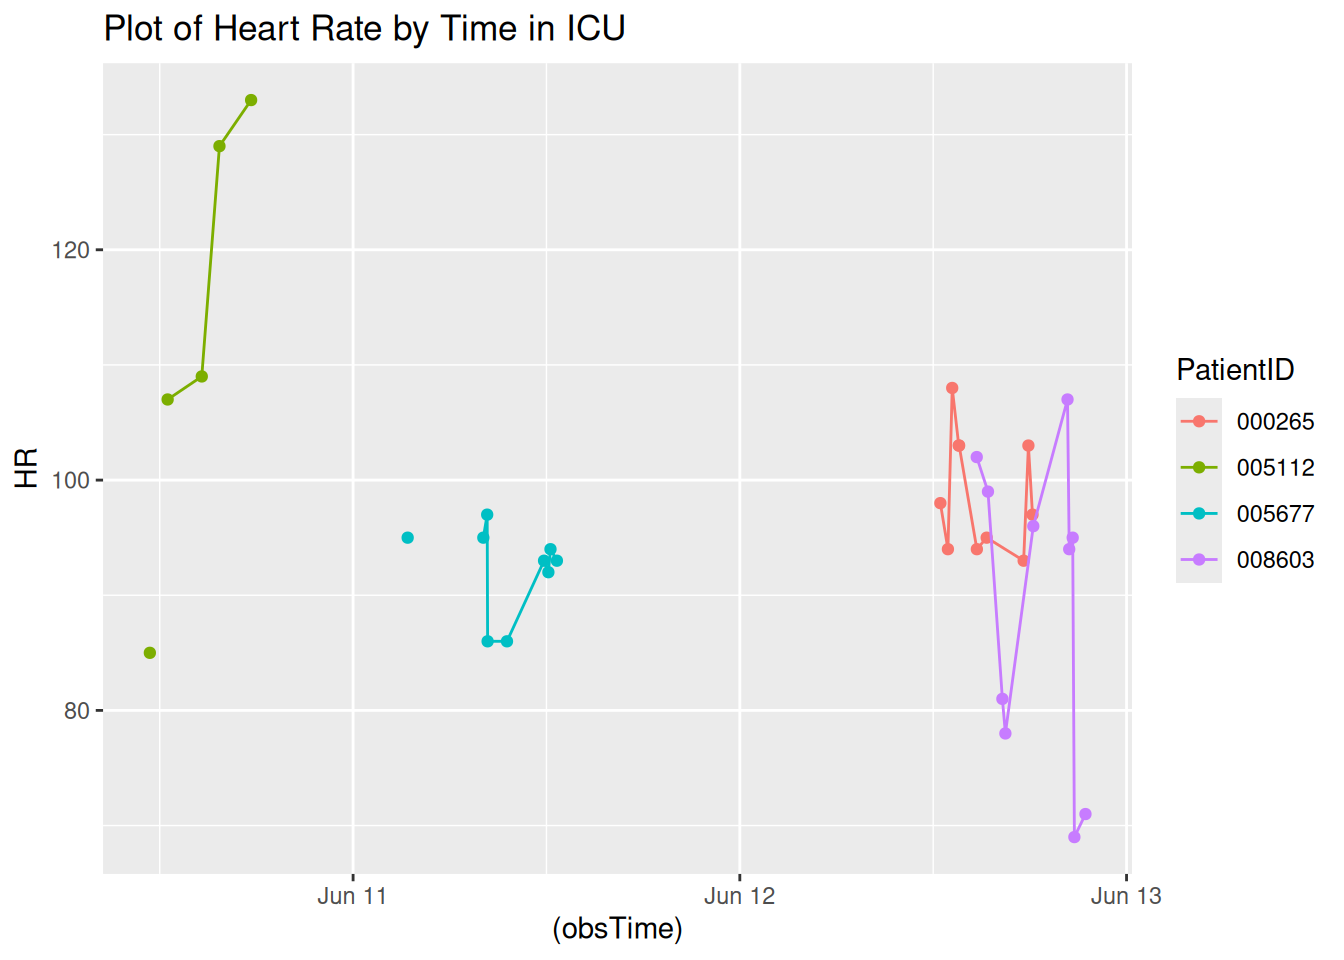 Plot of Heart Rate by Time in ICU
HR
120
100
80
Jun 11
Jun 12
Jun 13
(obsTime)
PatientID
000265
005112
005677
008603